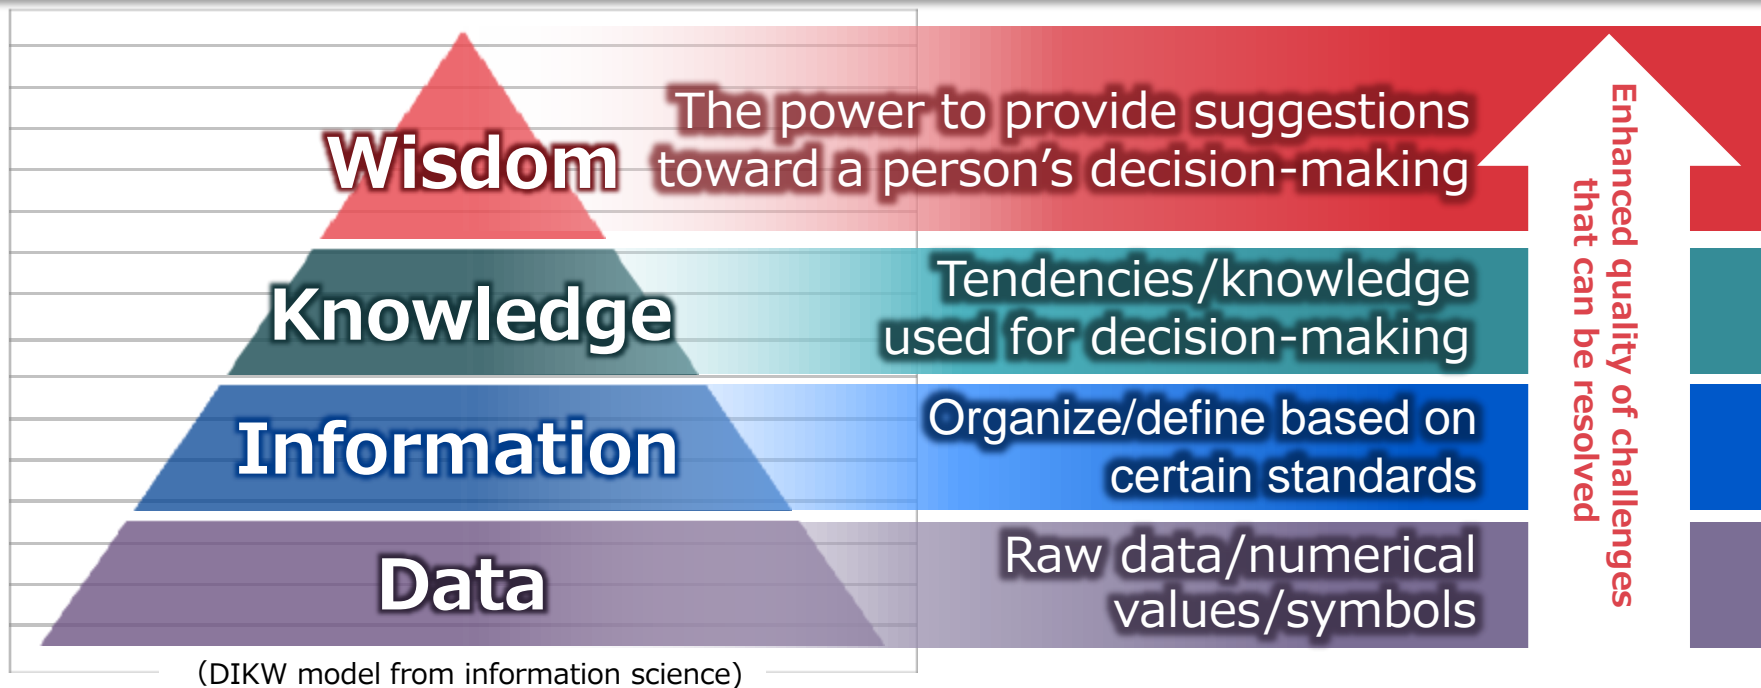 Wisdom
The power to provide suggestions
toward a person’s decision-making
Knowledge
Tendencies/knowledge
used for decision-making
Information
Organize/define based on
certain standards
Data
Raw data/numerical
values/symbols
Enhanced quality of challenges
that can be resolved
(DIKW model from information science)